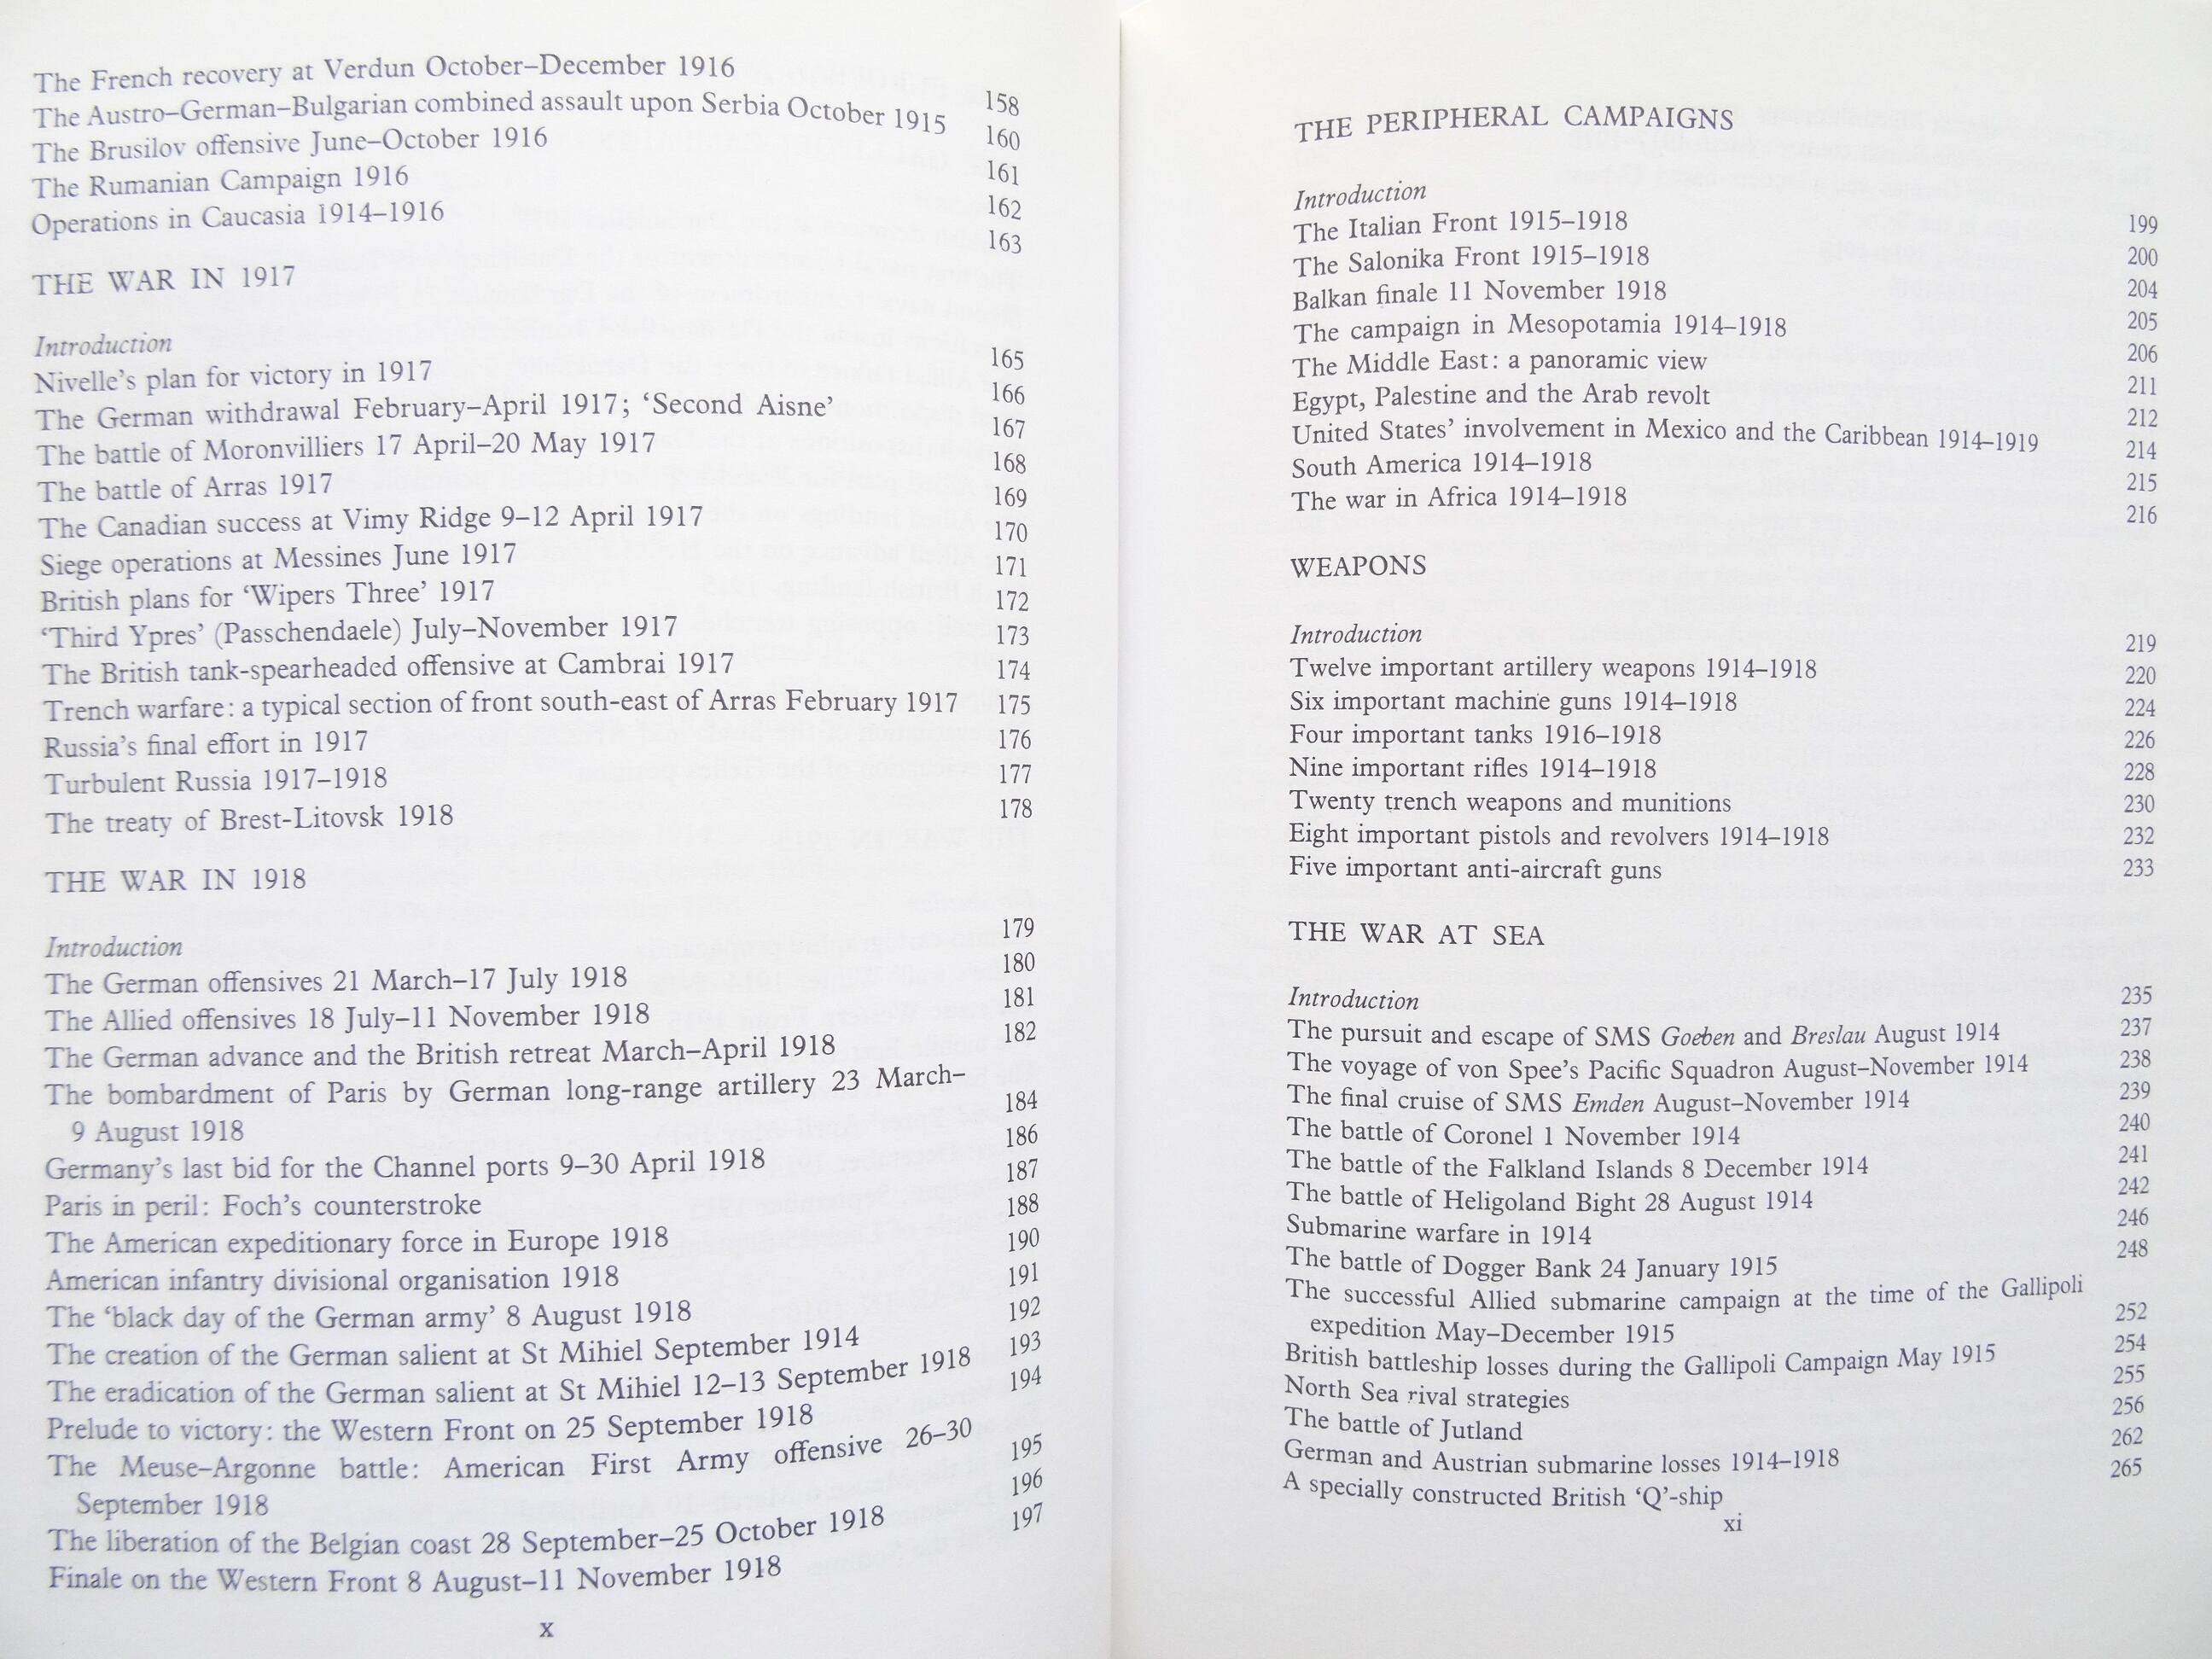 The French recovery at Verdun October–December 1916 158
The Austro–German–Bulgarian combined assault upon Serbia October 1915 160
The Brusilov offensive June–October 1916 161
The Rumanian Campaign 1916 162
Operations in Caucasia 1914–1916 163
THE WAR IN 1917
Introduction 165
Nivelle's plan for victory in 1917 166
The German withdrawal February–April 1917; ‘Second Aisne’ 167
The battle of Moronvilliers 17 April–20 May 1917 168
The battle of Arras 1917 169
The Canadian success at Vimy Ridge 9–12 April 1917 170
Siege operations at Messines June 1917 171
British plans for ‘Wipers Three’ 1917 172
‘Third Ypres’ (Passchendaele) July–November 1917 173
The British tank-spearheaded offensive at Cambrai 1917 174
Trench warfare: a typical section of front south-east of Arras February 1917 175
Russia's final effort in 1917 176
Turbulent Russia 1917–1918 177
The treaty of Brest-Litovsk 1918 178
THE WAR IN 1918
Introduction 179
The German offensives 21 March–17 July 1918 180
The Allied offensives 18 July–11 November 1918 181
The German advance and the British retreat March–April 1918 182
The bombardment of Paris by German long-range artillery 23 March–
9 August 1918 184
Germany's last bid for the Channel ports 9–30 April 1918 186
Paris in peril: Foch's counterstroke 187
The American expeditionary force in Europe 1918 188
American infantry divisional organisation 1918 190
The ‘black day of the German army’ 8 August 1918 191
The creation of the German salient at St Mihiel September 1914 192
The eradication of the German salient at St Mihiel 12–13 September 1918 193
Prelude to victory: the Western Front on 25 September 1918 194
The Meuse–Argonne battle: American First Army offensive 26–30
September 1918 195
The liberation of the Belgian coast 28 September–25 October 1918 196
Finale on the Western Front 8 August–11 November 1918 197
x
THE PERIPHERAL CAMPAIGNS
Introduction 199
The Italian Front 1915–1918 200
The Salonika Front 1915–1918 204
Balkan finale 11 November 1918 205
The campaign in Mesopotamia 1914–1918 206
The Middle East: a panoramic view 211
Egypt, Palestine and the Arab revolt 212
United States' involvement in Mexico and the Caribbean 1914–1919 214
South America 1914–1918 215
The war in Africa 1914–1918 216
WEAPONS
Introduction 219
Twelve important artillery weapons 1914–1918 220
Six important machine guns 1914–1918 224
Four important tanks 1916–1918 226
Nine important rifles 1914–1918 228
Twenty trench weapons and munitions 230
Eight important pistols and revolvers 1914–1918 232
Five important anti-aircraft guns 233
THE WAR AT SEA
Introduction 235
The pursuit and escape of SMS Goeben and Breslau August 1914 237
The voyage of von Spee's Pacific Squadron August–November 1914 238
The final cruise of SMS Emden August–November 1914 239
The battle of Coronel 1 November 1914 240
The battle of the Falkland Islands 8 December 1914 241
The battle of Heligoland Bight 28 August 1914 242
Submarine warfare in 1914 246
The battle of Dogger Bank 24 January 1915 248
The successful Allied submarine campaign at the time of the Gallipoli
expedition May–December 1915 252
British battleship losses during the Gallipoli Campaign May 1915 254
North Sea rival strategies 255
The battle of Jutland 256
German and Austrian submarine losses 1914–1918 262
A specially constructed British ‘Q’-ship 265
xi